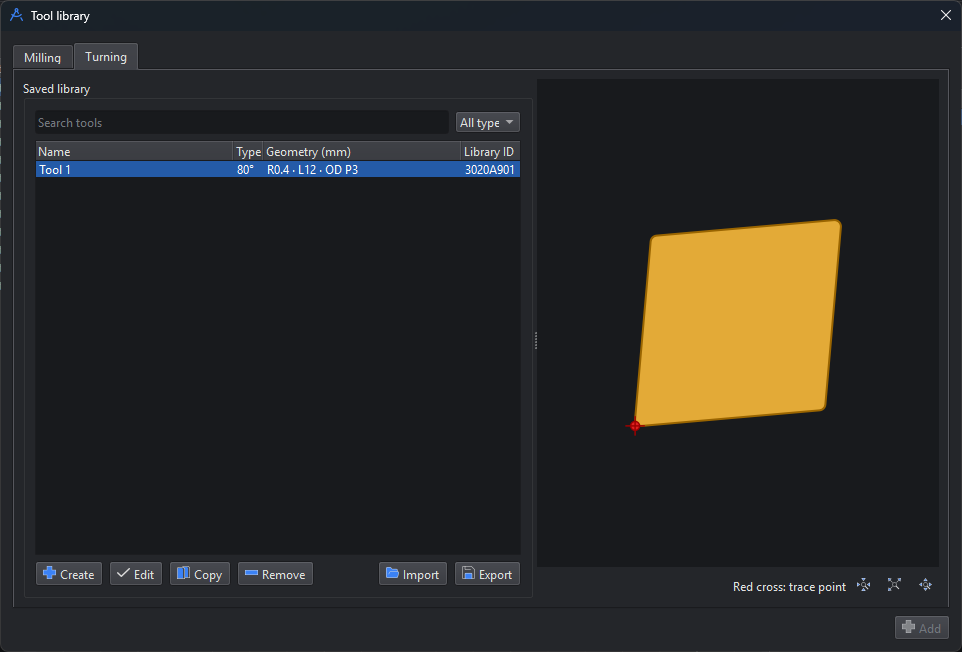 Tool library
Milling
Turning
Saved library
Search tools
All type
Name Type Geometry (mm) Library ID
Tool 1 80° R0.4 · L12 · OD P3 3020A901
Create Edit Copy Remove Import Export
Red cross: trace point
Add